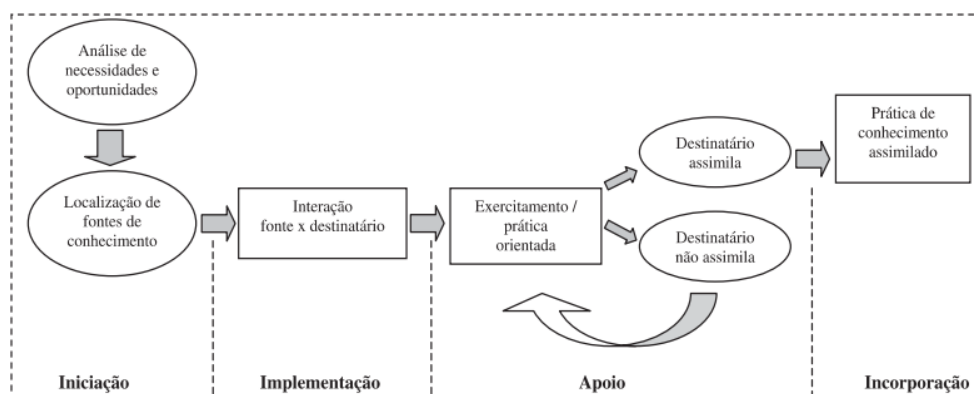 Análise de
necessidades e
oportunidades
Localização de
fontes de
conhecimento
Interação
fonte x destinatário
Exercitamento /
prática
orientada
Destinatário
assimila
Destinatário
não assimila
Prática de
conhecimento
assimilado
Iniciação
Implementação
Apoio
Incorporação